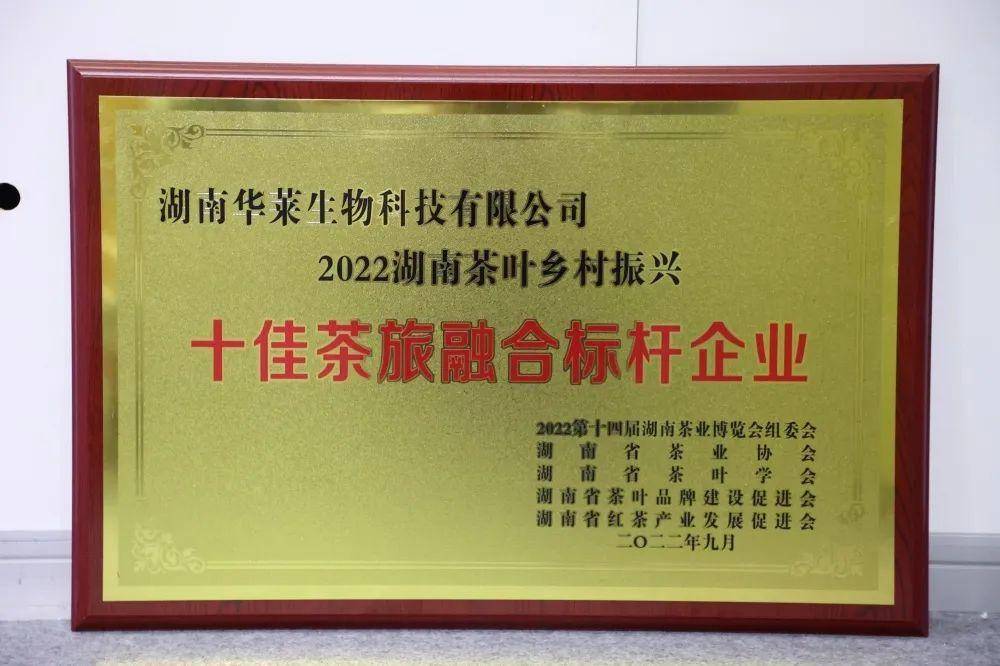 湖南华莱生物科技有限公司
2022湖南茶叶乡村振兴
十佳茶旅融合标杆企业
2022第十四届湖南茶业博览会组委会
湖南省茶业协会
湖南省茶叶学会
湖南省茶叶品牌建设促进会
湖南省红茶产业发展促进会
二〇二二年九月